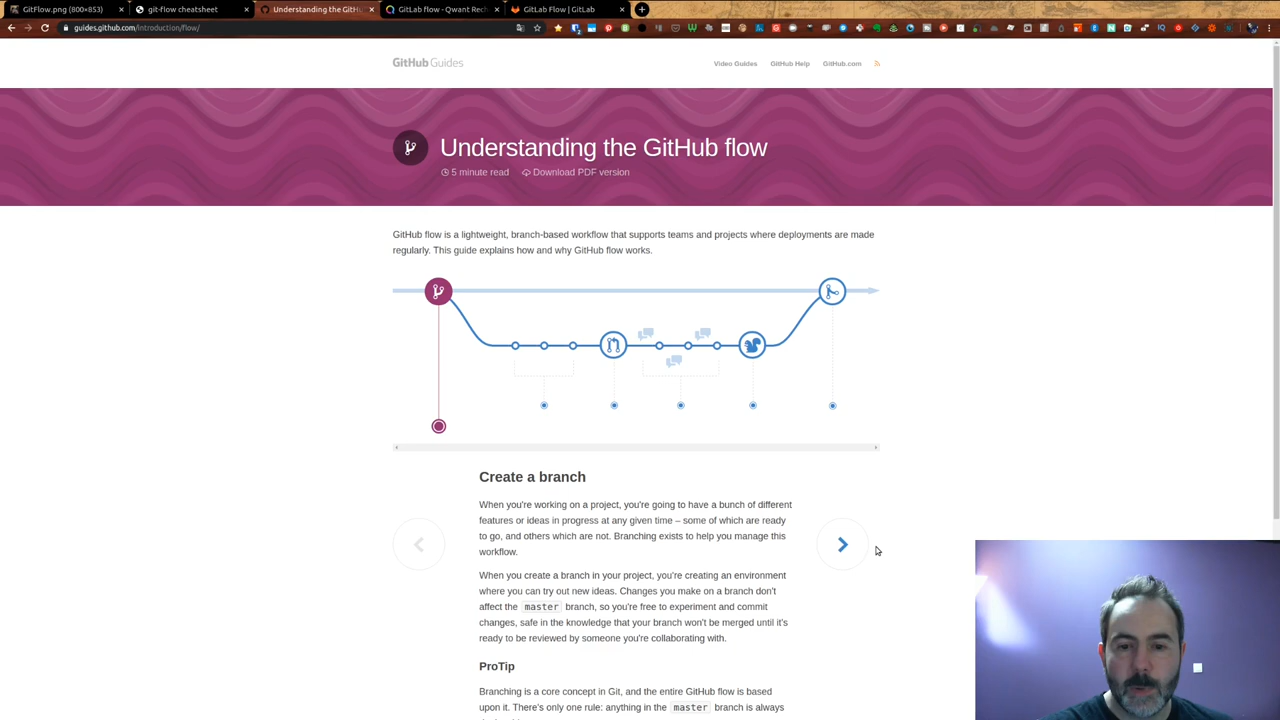 GitFlow.png (800×853)
git-flow cheatsheet
Understanding the GitHu
GitLab flow - Qwant Rech
GitLab Flow | GitLab
guides.github.com/introduction/flow/
GitHub Guides
Video Guides
GitHub Help
GitHub.com
Understanding the GitHub flow
5 minute read
Download PDF version
GitHub flow is a lightweight, branch-based workflow that supports teams and projects where deployments are made
regularly. This guide explains how and why GitHub flow works.
Create a branch
When you're working on a project, you're going to have a bunch of different
features or ideas in progress at any given time – some of which are ready
to go, and others which are not. Branching exists to help you manage this
workflow.
When you create a branch in your project, you're creating an environment
where you can try out new ideas. Changes you make on a branch don't
affect the master branch, so you're free to experiment and commit
changes, safe in the knowledge that your branch won't be merged until it's
ready to be reviewed by someone you're collaborating with.
ProTip
Branching is a core concept in Git, and the entire GitHub flow is based
upon it. There's only one rule: anything in the master branch is always